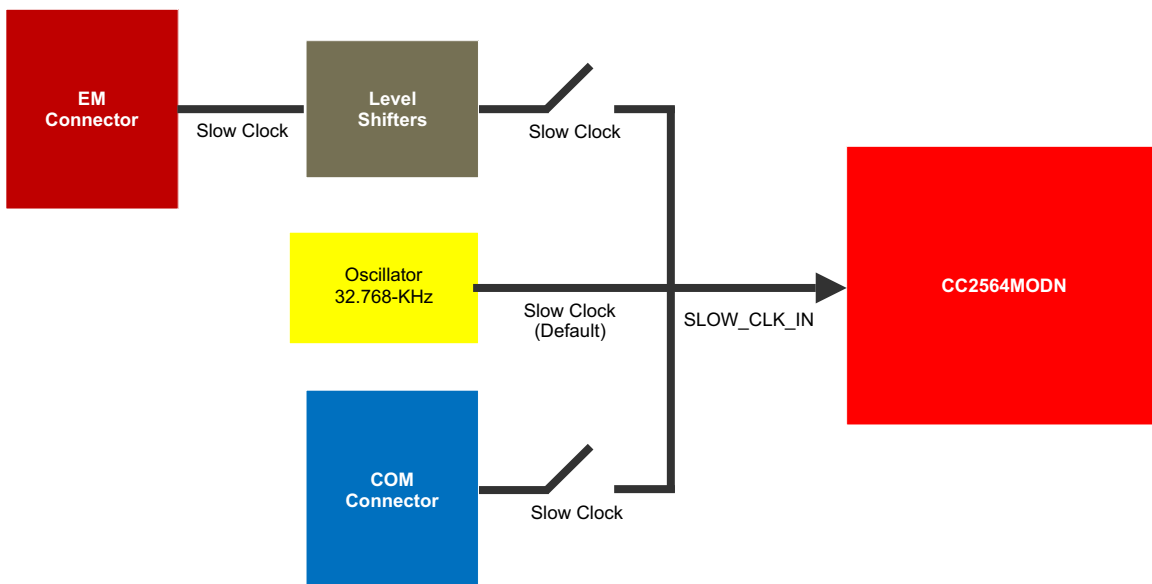 EM
Connector
Slow Clock
Level
Shifters
Slow Clock
Oscillator
32.768-KHz
Slow Clock
(Default)
SLOW_CLK_IN
CC2564MODN
COM
Connector
Slow Clock